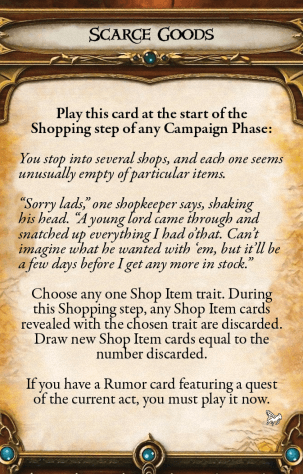 Scarce Goods
Play this card at the start of the
Shopping step of any Campaign Phase:
You stop into several shops, and each one seems
unusually empty of particular items.
“Sorry lads,” one shopkeeper says, shaking
his head. “A young lord came through and
snatched up everything I had o’that. Can’t
imagine what he wanted with ’em, but it’ll be
a few days before I get any more in stock.”
Choose any one Shop Item trait. During
this Shopping step, any Shop Item cards
revealed with the chosen trait are discarded.
Draw new Shop Item cards equal to the
number discarded.
If you have a Rumor card featuring a quest
of the current act, you must play it now.